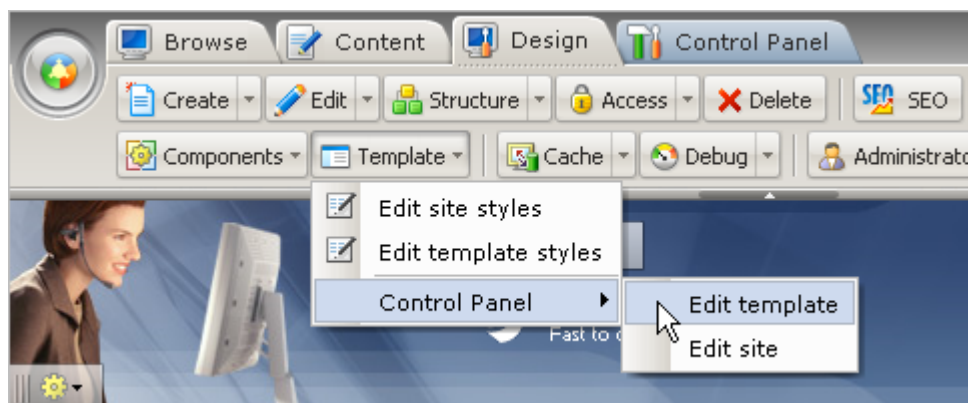 Browse Content Design Control Panel
Create Edit Structure Access Delete SEO SEO
Components Template Cache Debug Administrato
Edit site styles
Edit template styles
Control Panel Edit template
Fast to
Edit site